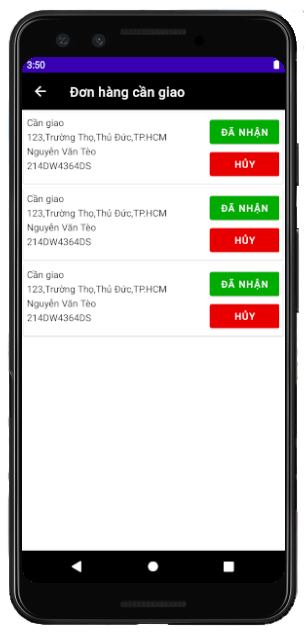 3:50
Đơn hàng cần giao
Cần giao
123,Trường Thọ,Thủ Đức,TP.HCM
Nguyễn Văn Tèo
214DW4364DS
ĐÃ NHẬN
HỦY
Cần giao
123,Trường Thọ,Thủ Đức,TP.HCM
Nguyễn Văn Tèo
214DW4364DS
ĐÃ NHẬN
HỦY
Cần giao
123,Trường Thọ,Thủ Đức,TP.HCM
Nguyễn Văn Tèo
214DW4364DS
ĐÃ NHẬN
HỦY